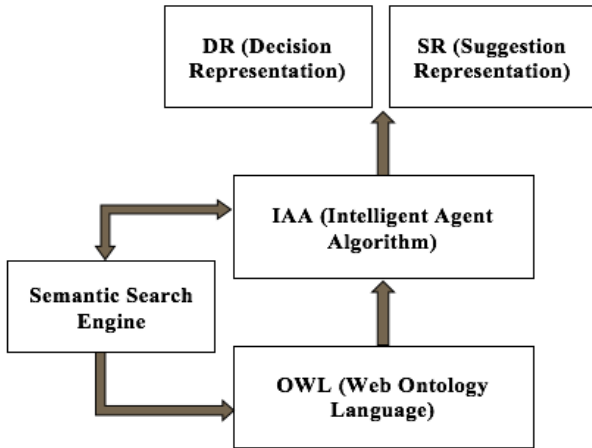 DR (Decision
Representation)
SR (Suggestion
Representation)
IAA (Intelligent Agent
Algorithm)
Semantic Search
Engine
OWL (Web Ontology
Language)